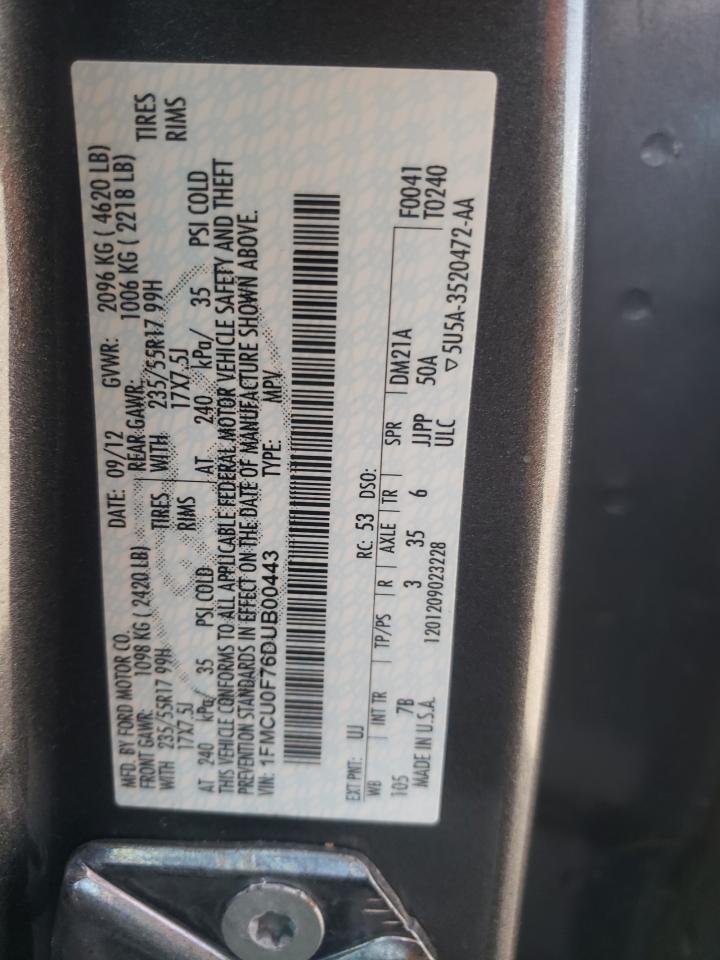 MFD. BY FORD MOTOR CO. DATE: 09/12 GVWR: 2096 KG ( 4620 LB)
FRONT GAWR: 1098 KG ( 2420 LB) REAR GAWR: 1006 KG ( 2218 LB)
WITH 235/55R17 99H TIRES WITH 235/55R17 99H TIRES
17X7.5J RIMS 17X7.5J RIMS
AT 240 kPa/ 35 PSI COLD AT 240 kPa/ 35 PSI COLD
THIS VEHICLE CONFORMS TO ALL APPLICABLE FEDERAL MOTOR VEHICLE SAFETY AND THEFT
PREVENTION STANDARDS IN EFFECT ON THE DATE OF MANUFACTURE SHOWN ABOVE.
VIN: 1FMCU0F76DUB00443 TYPE: MPV
EXT PNT: UJ RC: 53 DSO:
WB INT TR TP/PS R AXLE TR SPR DM21A F0041
105 7B 3 35 6 JJPP 50A T0240
MADE IN U.S.A. 1201209023228 ULC ▽5U5A-3520472-AA